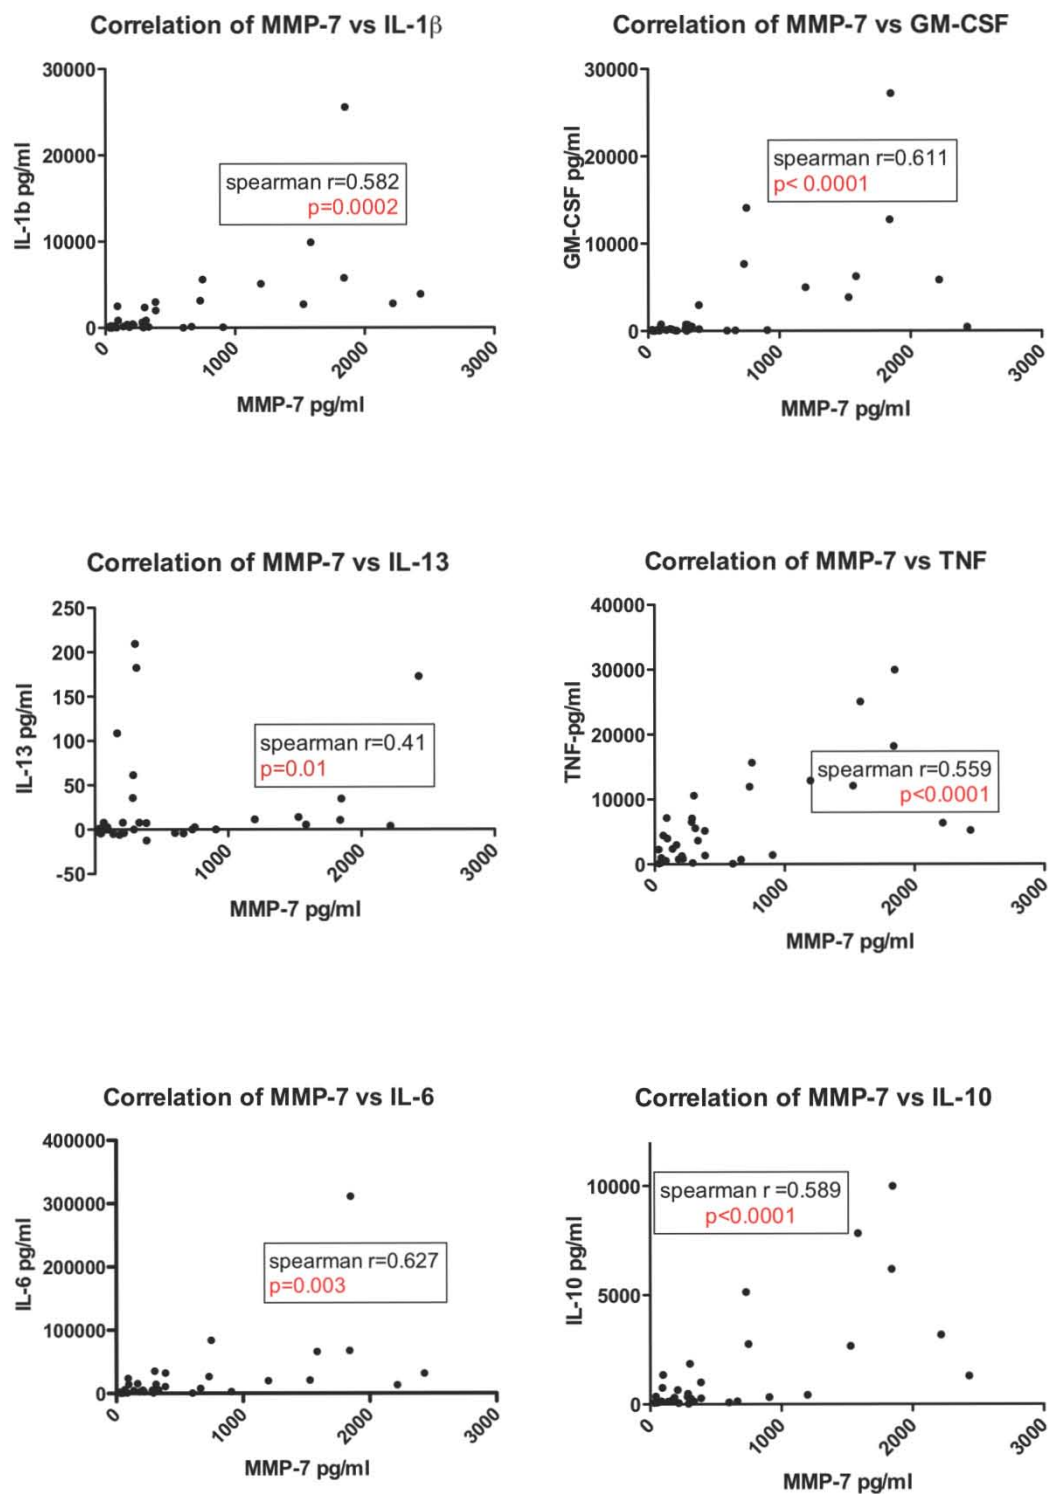 Correlation of MMP-7 vs IL-1β
30000
20000
10000
0
IL-1b pg/ml
spearman r=0.582
p=0.0002
0
1000
2000
3000
MMP-7 pg/ml
Correlation of MMP-7 vs GM-CSF
30000
20000
10000
0
GM-CSF pg/ml
spearman r=0.611
p< 0.0001
0
1000
2000
3000
MMP-7 pg/ml
Correlation of MMP-7 vs IL-13
250
200
150
100
50
0
-50
IL-13 pg/ml
spearman r=0.41
p=0.01
1000
2000
3000
MMP-7 pg/ml
Correlation of MMP-7 vs TNF
40000
30000
20000
10000
0
TNF-pg/ml
spearman r=0.559
p<0.0001
0
1000
2000
3000
MMP-7 pg/ml
Correlation of MMP-7 vs IL-6
400000
300000
200000
100000
0
IL-6 pg/ml
spearman r=0.627
p=0.003
0
1000
2000
3000
MMP-7 pg/ml
Correlation of MMP-7 vs IL-10
10000
5000
0
IL-10 pg/ml
spearman r =0.589
p<0.0001
0
1000
2000
3000
MMP-7 pg/ml